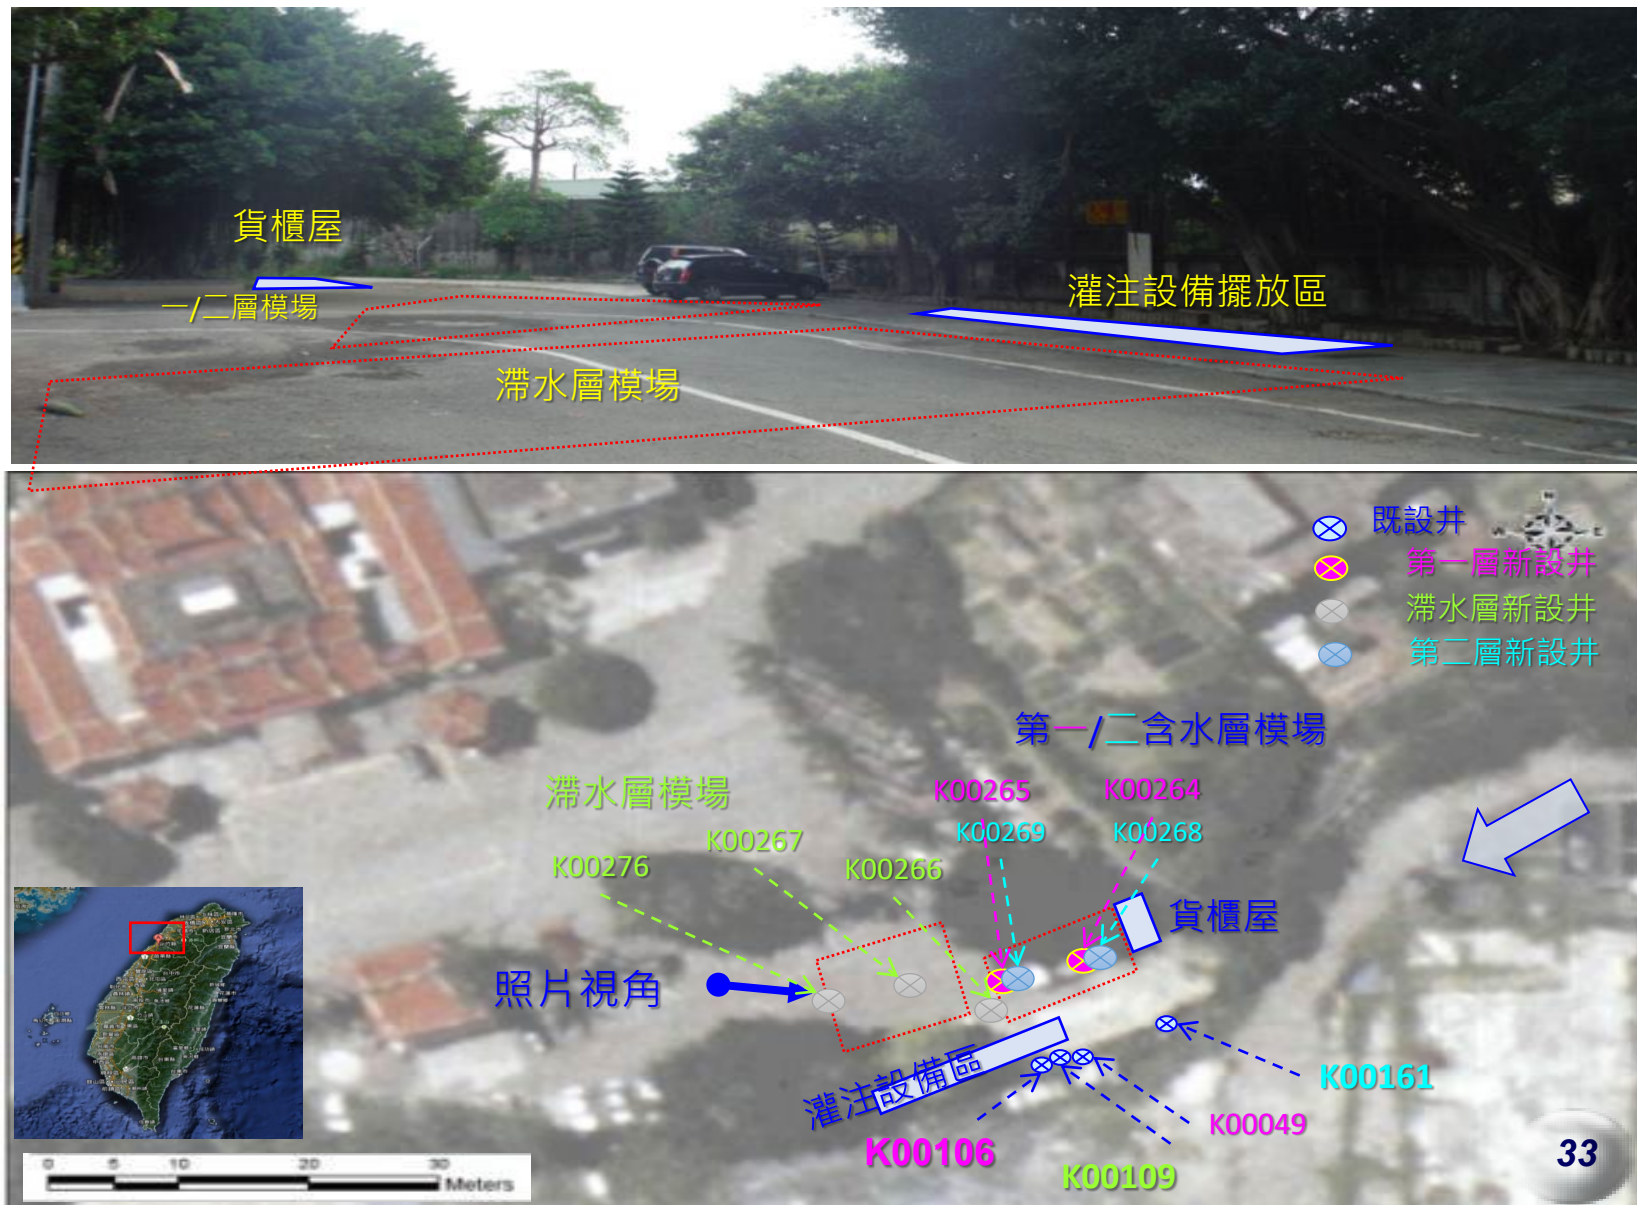 貨櫃屋
一/二層模場
灌注設備擺放區
滯水層模場
N
W E
既設井
第一層新設井
滯水層新設井
第二層新設井
第一/二含水層模場
滯水層模場
K00265
K00264
K00267
K00269
K00268
K00276
K00266
貨櫃屋
照片視角
灌注設備區
K00161
K00049
K00106
K00109
0 5 10 20 30
Meters
33